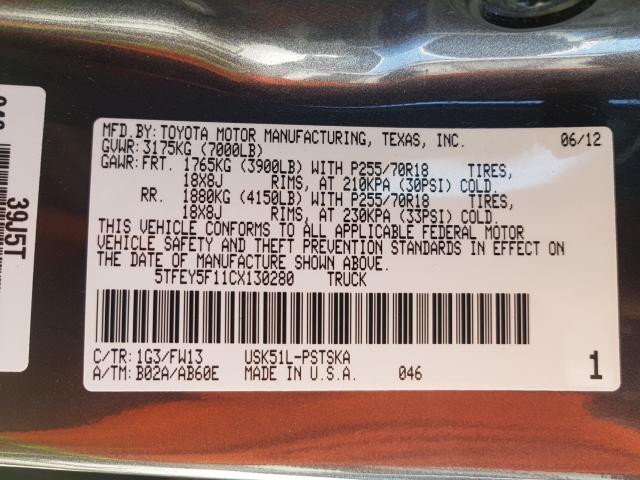 MFD.BY: TOYOTA MOTOR MANUFACTURING, TEXAS, INC. 06/12
GVWR: 3175KG (7000LB)
GAWR: FRT. 1765KG (3900LB) WITH P255/70R18 TIRES,
18X8J RIMS, AT 210KPA (30PSI) COLD.
RR. 1880KG (4150LB) WITH P255/70R18 TIRES,
18X8J RIMS, AT 230KPA (33PSI) COLD.
THIS VEHICLE CONFORMS TO ALL APPLICABLE FEDERAL MOTOR
VEHICLE SAFETY AND THEFT PREVENTION STANDARDS IN EFFECT ON
THE DATE OF MANUFACTURE SHOWN ABOVE.
5TFEY5F11CX130280 TRUCK
C/TR: 1G3/FW13 USK51L-PSTSKA
A/TM: B02A/AB60E MADE IN U.S.A. 046 1
39J5T